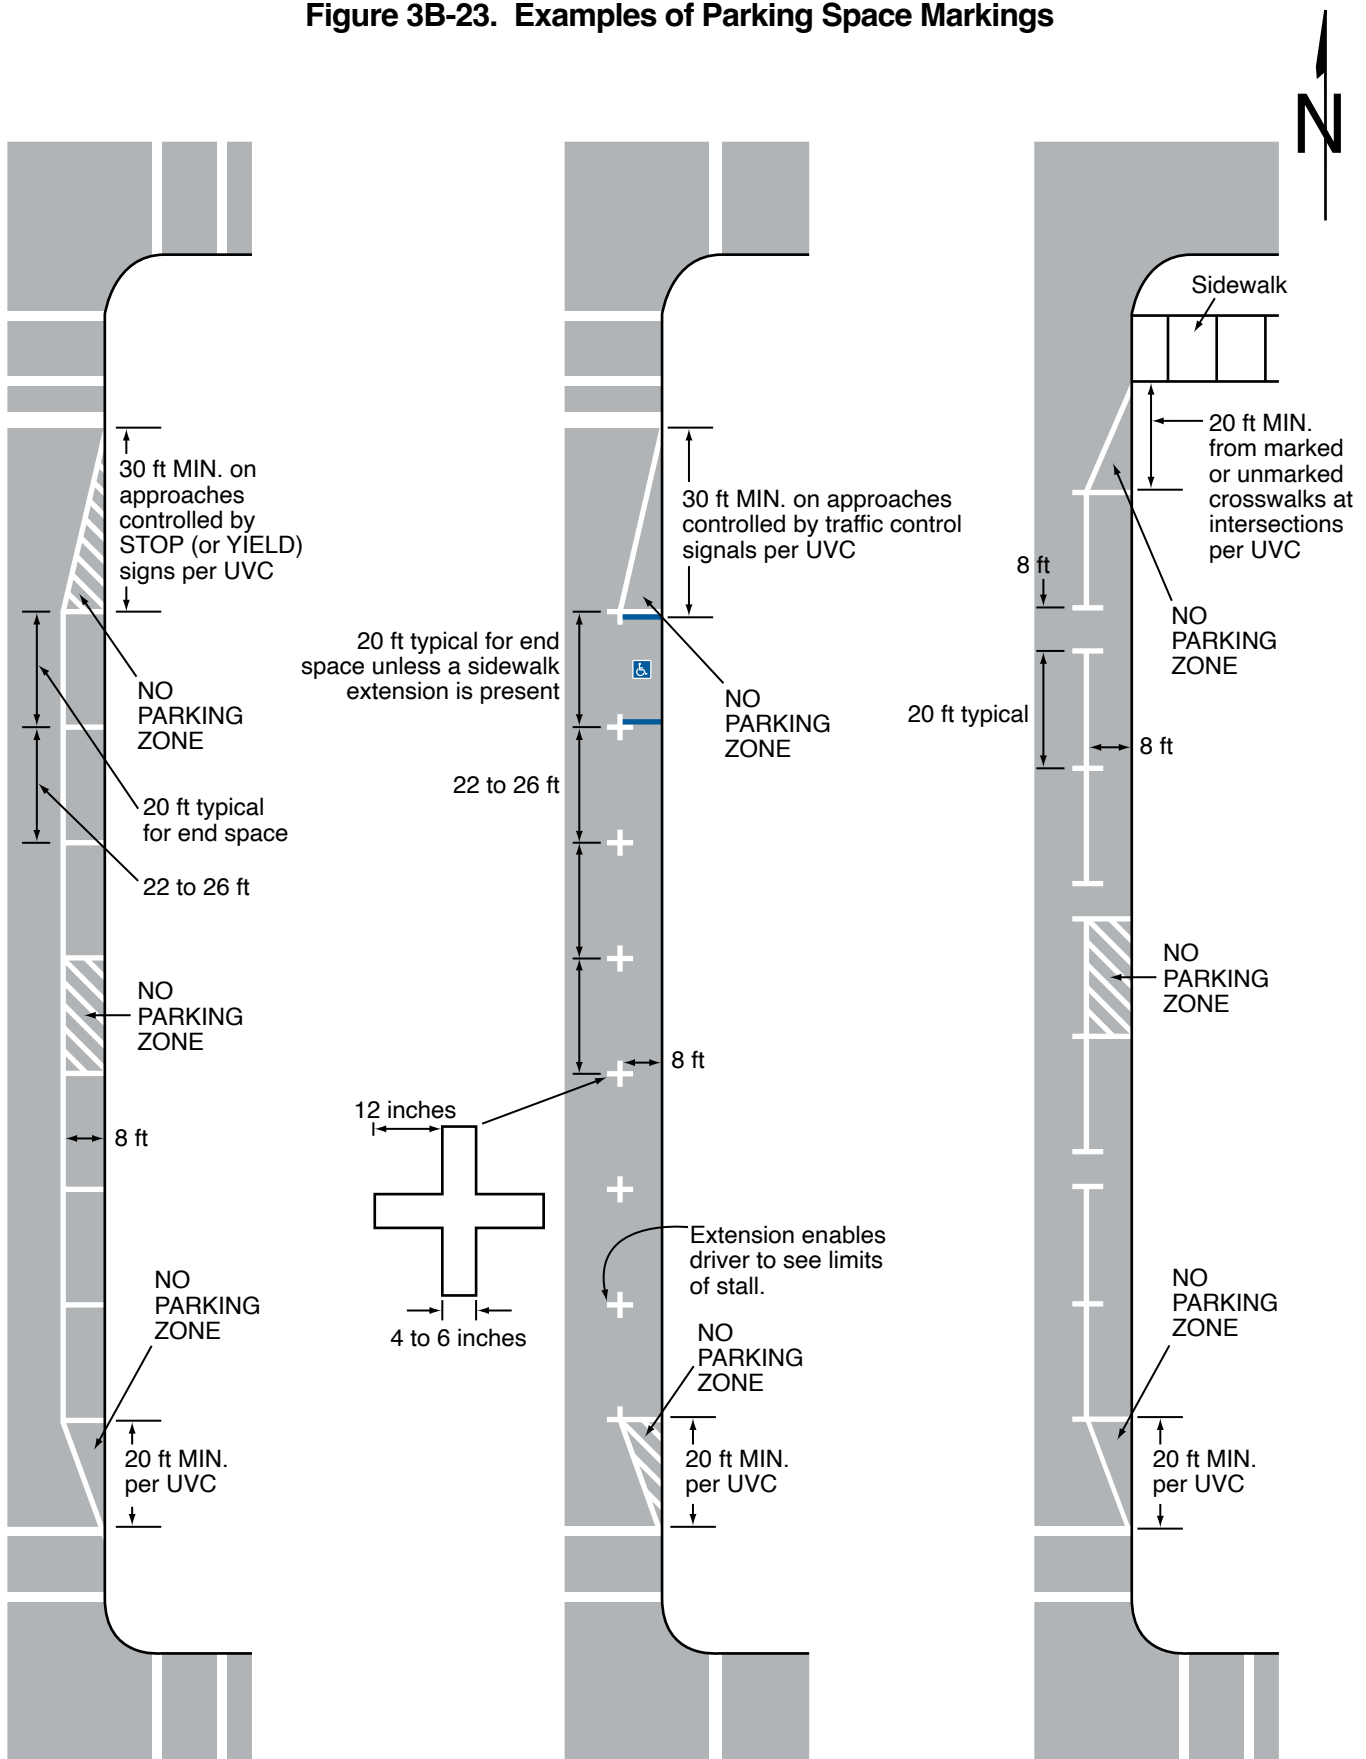 Figure 3B-23. Examples of Parking Space Markings
N
30 ft MIN. on
approaches
controlled by
STOP (or YIELD)
signs per UVC
NO
PARKING
ZONE
20 ft typical
for end space
22 to 26 ft
NO
PARKING
ZONE
8 ft
NO
PARKING
ZONE
20 ft MIN.
per UVC
30 ft MIN. on approaches
controlled by traffic control
signals per UVC
20 ft typical for end
space unless a sidewalk
extension is present
NO
PARKING
ZONE
22 to 26 ft
8 ft
12 inches
4 to 6 inches
Extension enables
driver to see limits
of stall.
NO
PARKING
ZONE
20 ft MIN.
per UVC
Sidewalk
20 ft MIN.
from marked
or unmarked
crosswalks at
intersections
per UVC
8 ft
NO
PARKING
ZONE
20 ft typical
8 ft
NO
PARKING
ZONE
NO
PARKING
ZONE
20 ft MIN.
per UVC